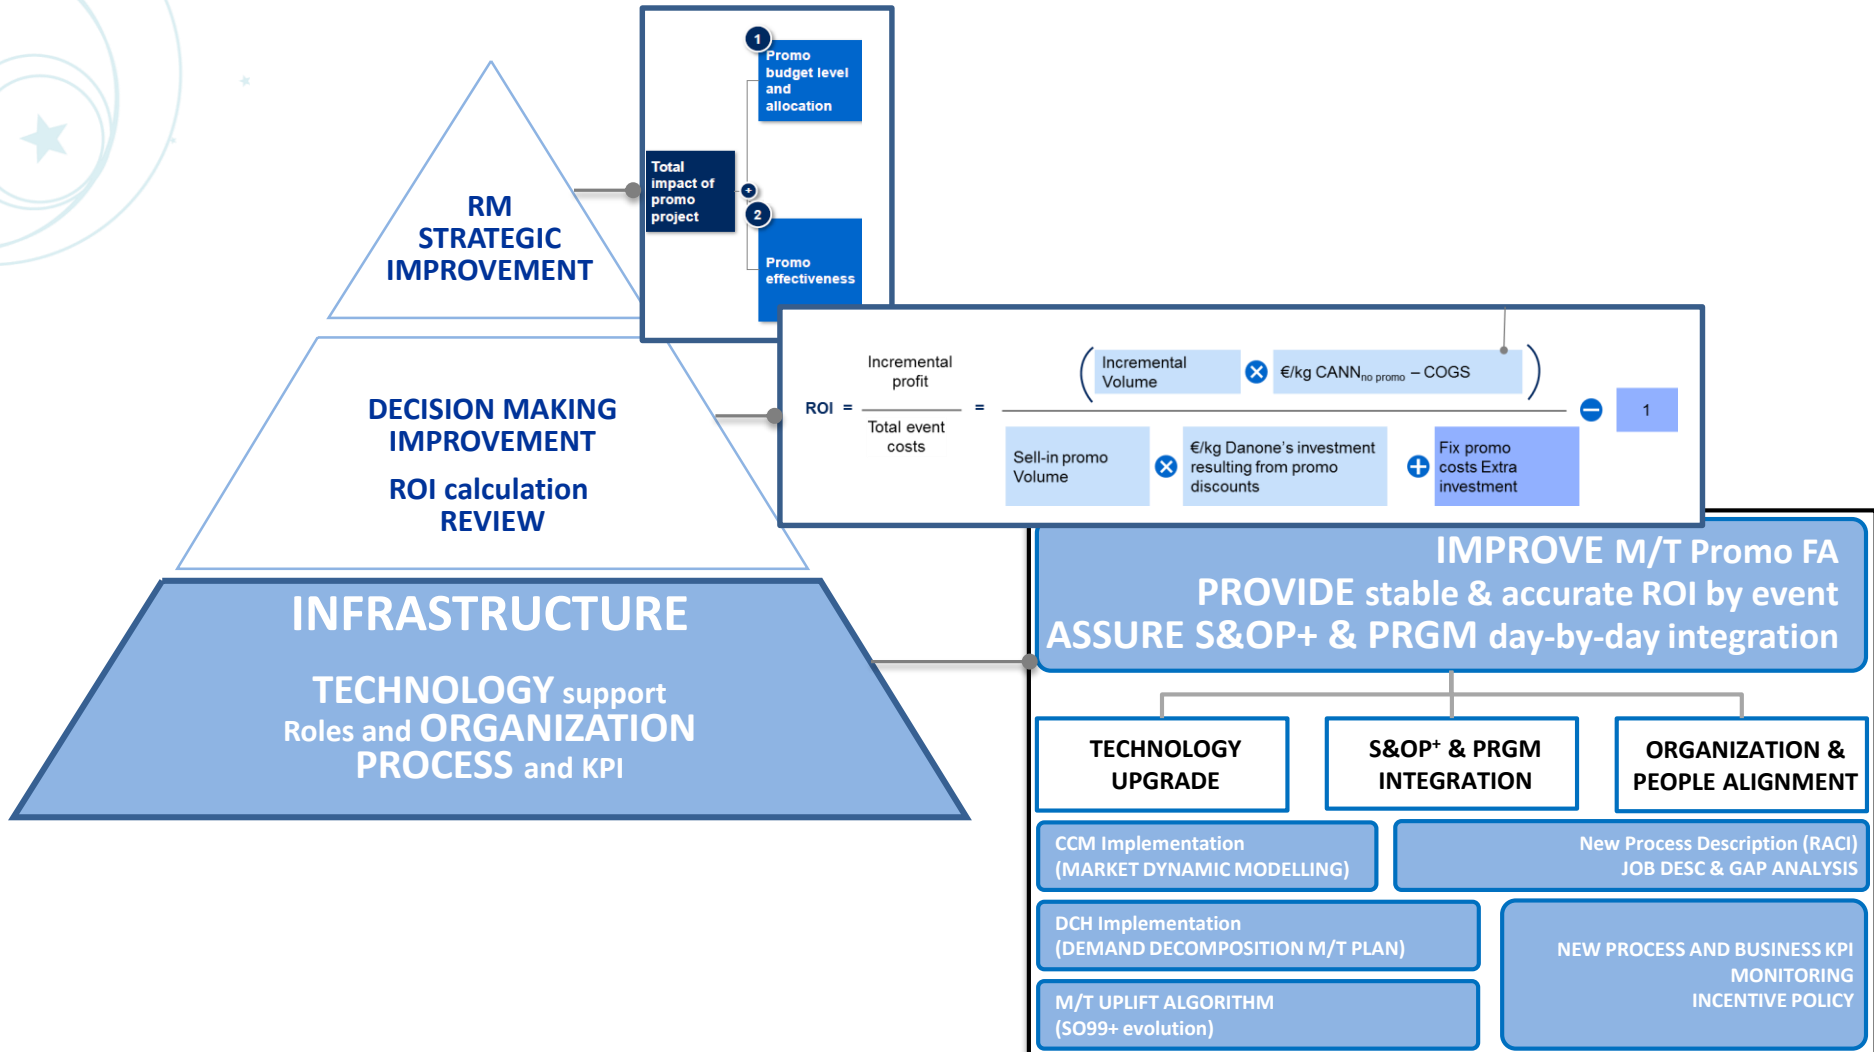 RM
STRATEGIC
IMPROVEMENT
DECISION MAKING
IMPROVEMENT
ROI calculation
REVIEW
INFRASTRUCTURE
TECHNOLOGY support
Roles and ORGANIZATION
PROCESS and KPI
Total
impact of
promo
project
+
1
Promo
budget level
and
allocation
2
Promo
effectiveness
ROI =
Incremental
profit
Total event
costs
=
(
Incremental
Volume
×
€/kg CANNno promo – COGS
)
Sell-in promo
Volume
×
€/kg Danone's investment
resulting from promo
discounts
+
Fix promo
costs Extra
investment
−
1
IMPROVE M/T Promo FA
PROVIDE stable & accurate ROI by event
ASSURE S&OP+ & PRGM day-by-day integration
TECHNOLOGY
UPGRADE
S&OP+ & PRGM
INTEGRATION
ORGANIZATION &
PEOPLE ALIGNMENT
CCM Implementation
(MARKET DYNAMIC MODELLING)
New Process Description (RACI)
JOB DESC & GAP ANALYSIS
DCH Implementation
(DEMAND DECOMPOSITION M/T PLAN)
M/T UPLIFT ALGORITHM
(SO99+ evolution)
NEW PROCESS AND BUSINESS KPI
MONITORING
INCENTIVE POLICY